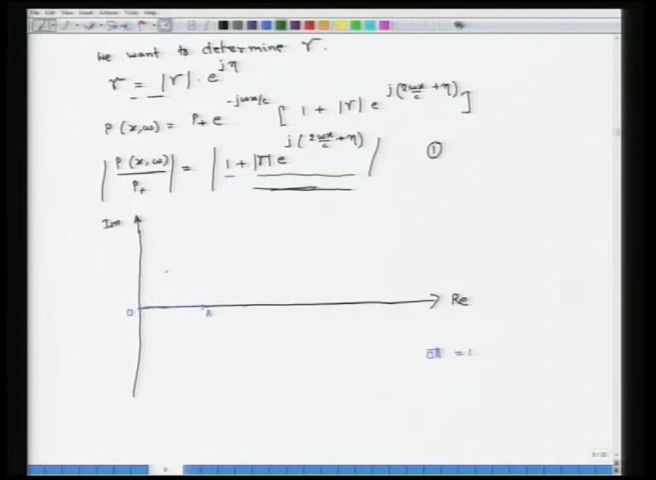 We want to determine r.
r = |r| · e^{jη}
P(x,ω) = P₊ e^{-jωx/c} [ 1 + |r| e^{j(2ωx/c + η)} ]
| P(x,ω) / P₊ | = | 1 + |r| e^{j(2ωx/c + η)} | ①
Im
Re
O A
OA = 1